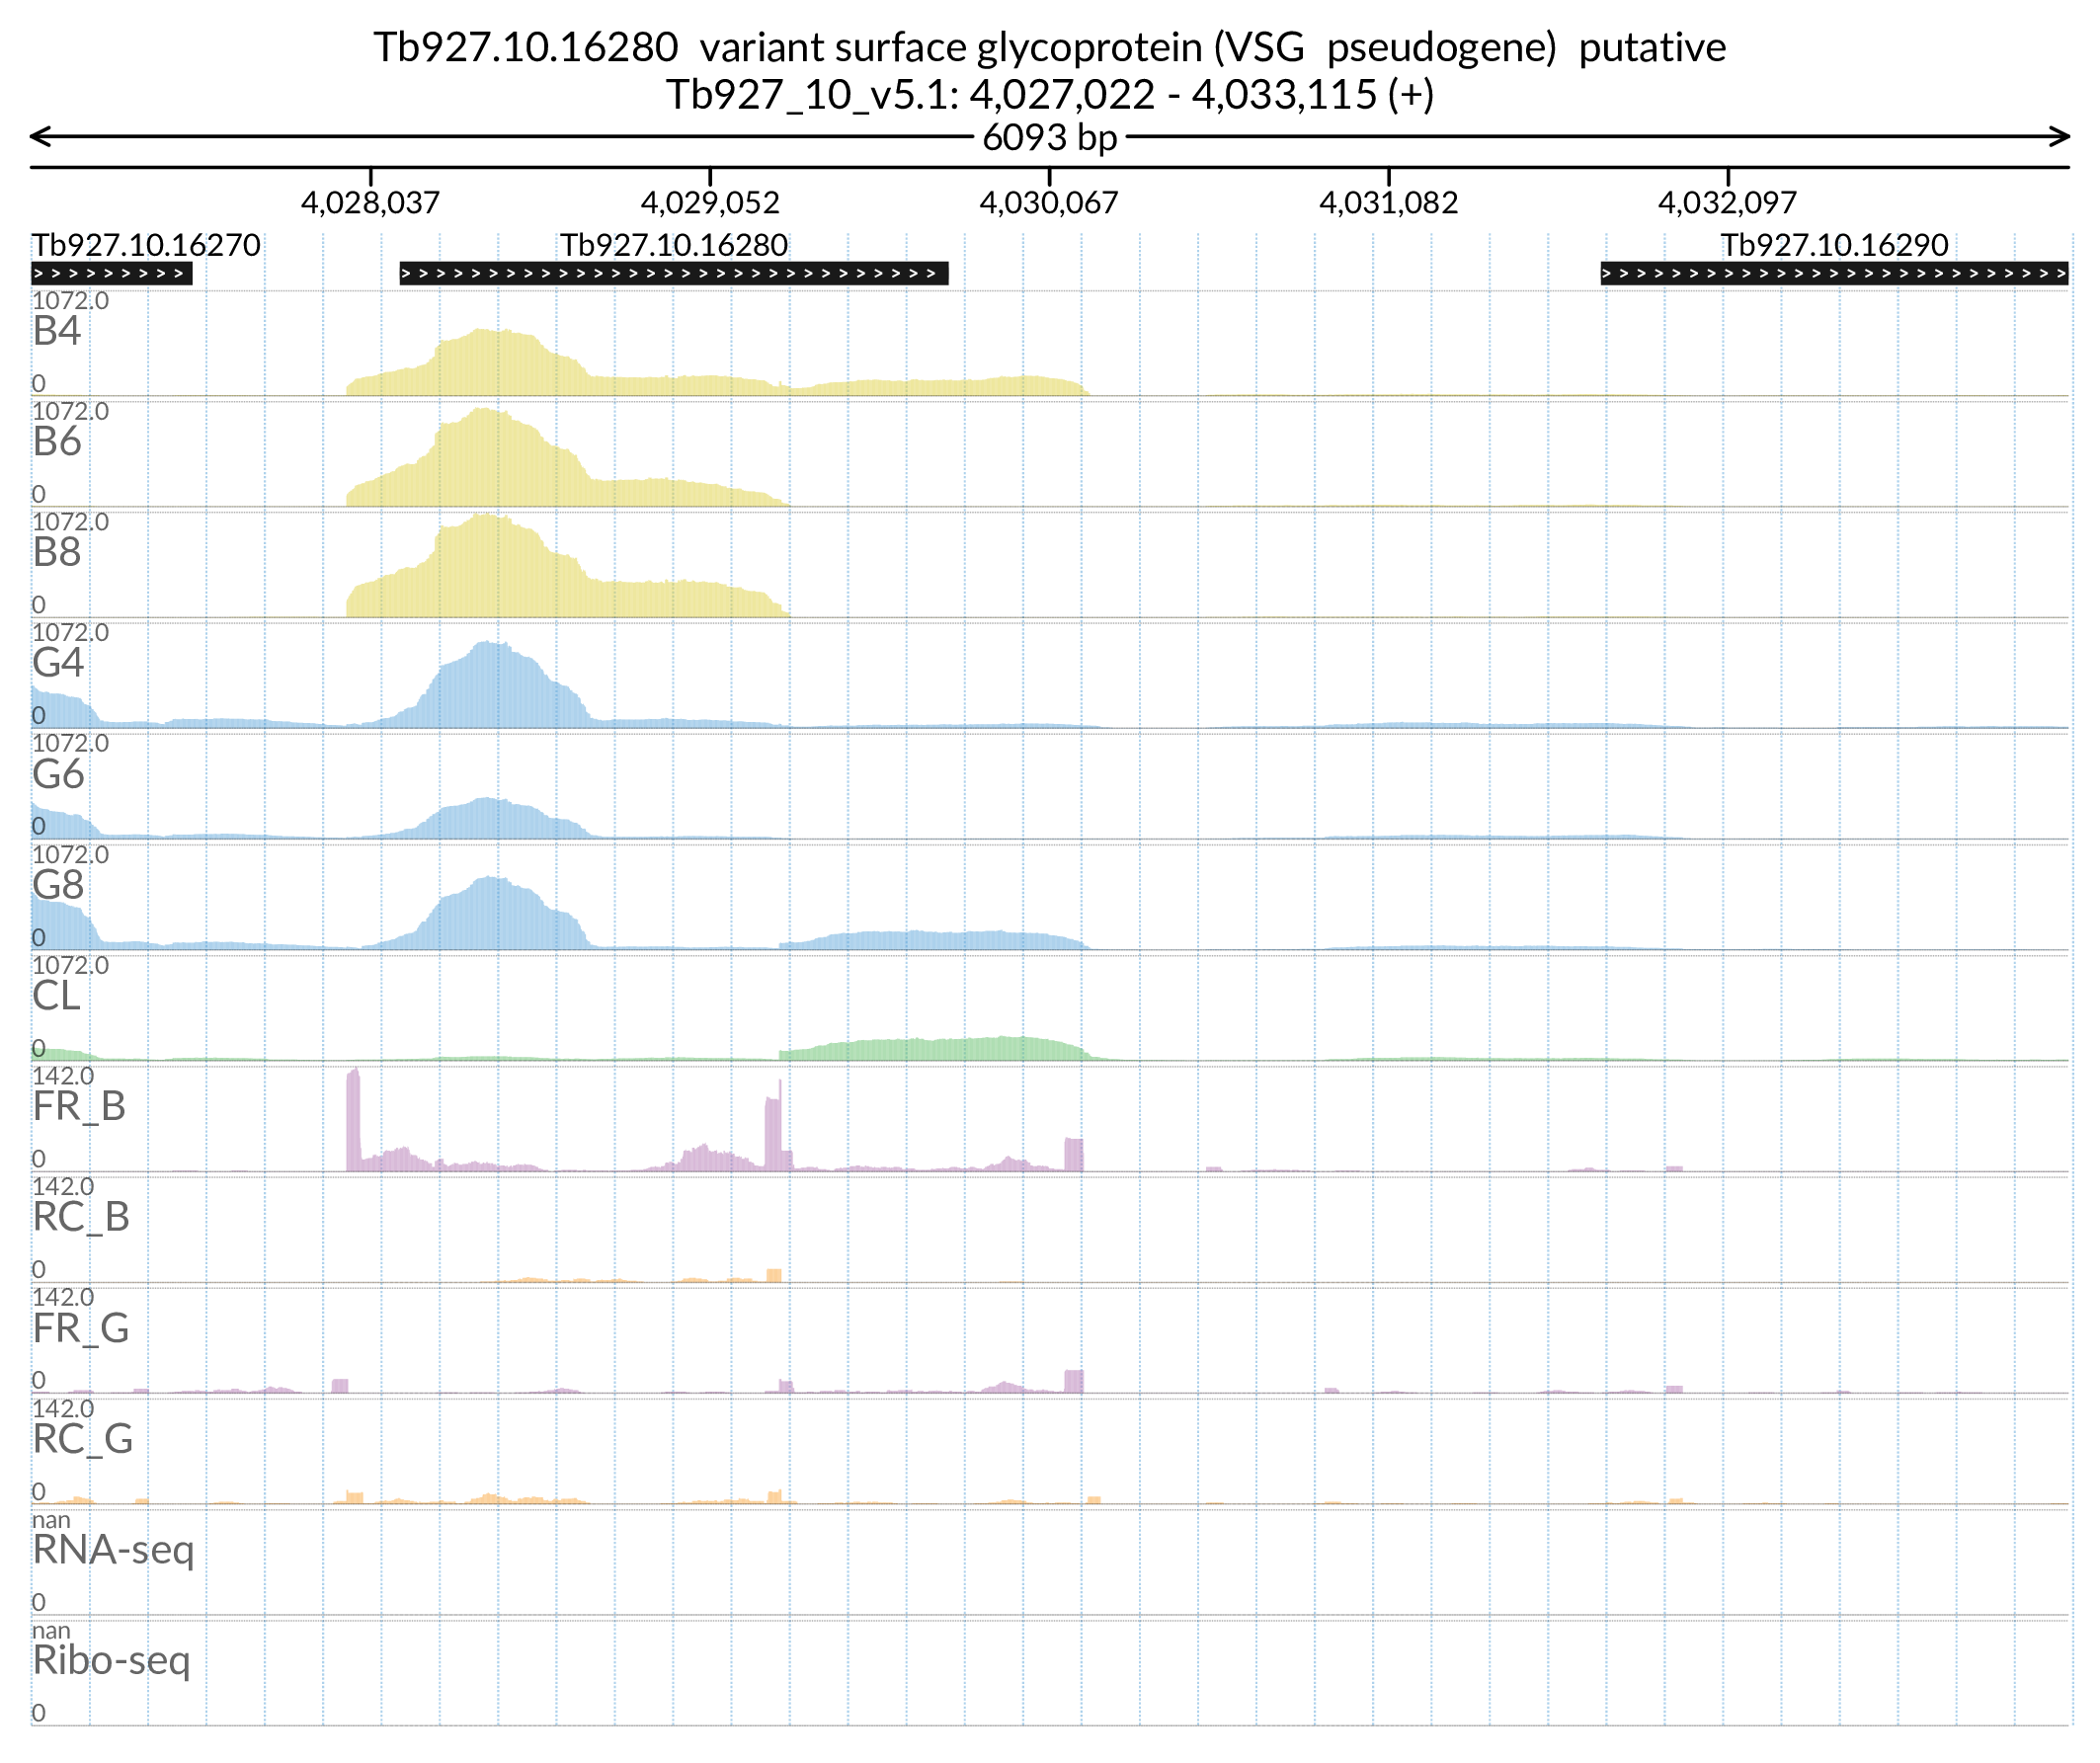 Tb927.10.16280 variant surface glycoprotein (VSG pseudogene) putative
Tb927_10_v5.1: 4,027,022 - 4,033,115 (+)
6093 bp
4,028,037 4,029,052 4,030,067 4,031,082 4,032,097
Tb927.10.16270 Tb927.10.16280 Tb927.10.16290
1072.0
B4
0
1072.0
B6
0
1072.0
B8
0
1072.0
G4
0
1072.0
G6
0
1072.0
G8
0
1072.0
CL
0
142.0
FR_B
0
142.0
RC_B
0
142.0
FR_G
0
142.0
RC_G
0
nan
RNA-seq
0
nan
Ribo-seq
0